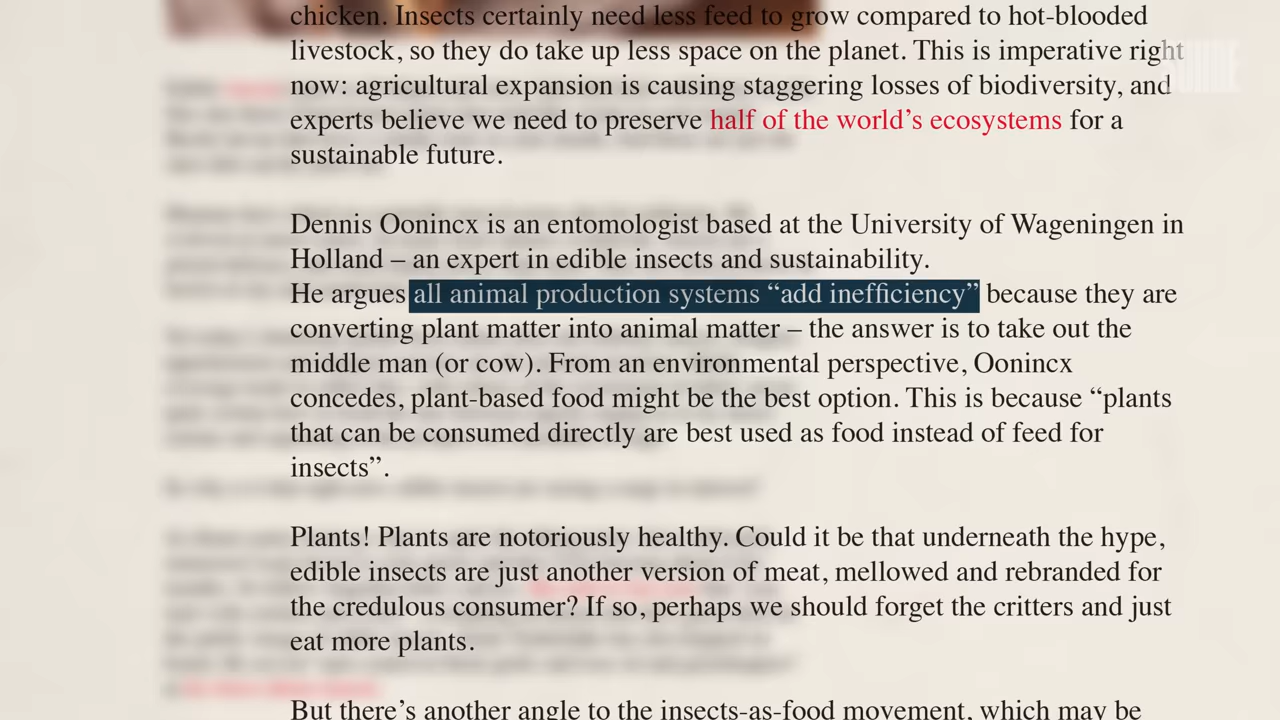 chicken. Insects certainly need less feed to grow compared to hot-blooded
livestock, so they do take up less space on the planet. This is imperative right
now: agricultural expansion is causing staggering losses of biodiversity, and
experts believe we need to preserve half of the world’s ecosystems for a
sustainable future.
Dennis Oonincx is an entomologist based at the University of Wageningen in
Holland – an expert in edible insects and sustainability.
He argues all animal production systems “add inefficiency” because they are
converting plant matter into animal matter – the answer is to take out the
middle man (or cow). From an environmental perspective, Oonincx
concedes, plant-based food might be the best option. This is because “plants
that can be consumed directly are best used as food instead of feed for
insects”.
Plants! Plants are notoriously healthy. Could it be that underneath the hype,
edible insects are just another version of meat, mellowed and rebranded for
the credulous consumer? If so, perhaps we should forget the critters and just
eat more plants.
But there’s another angle to the insects-as-food movement, which may be